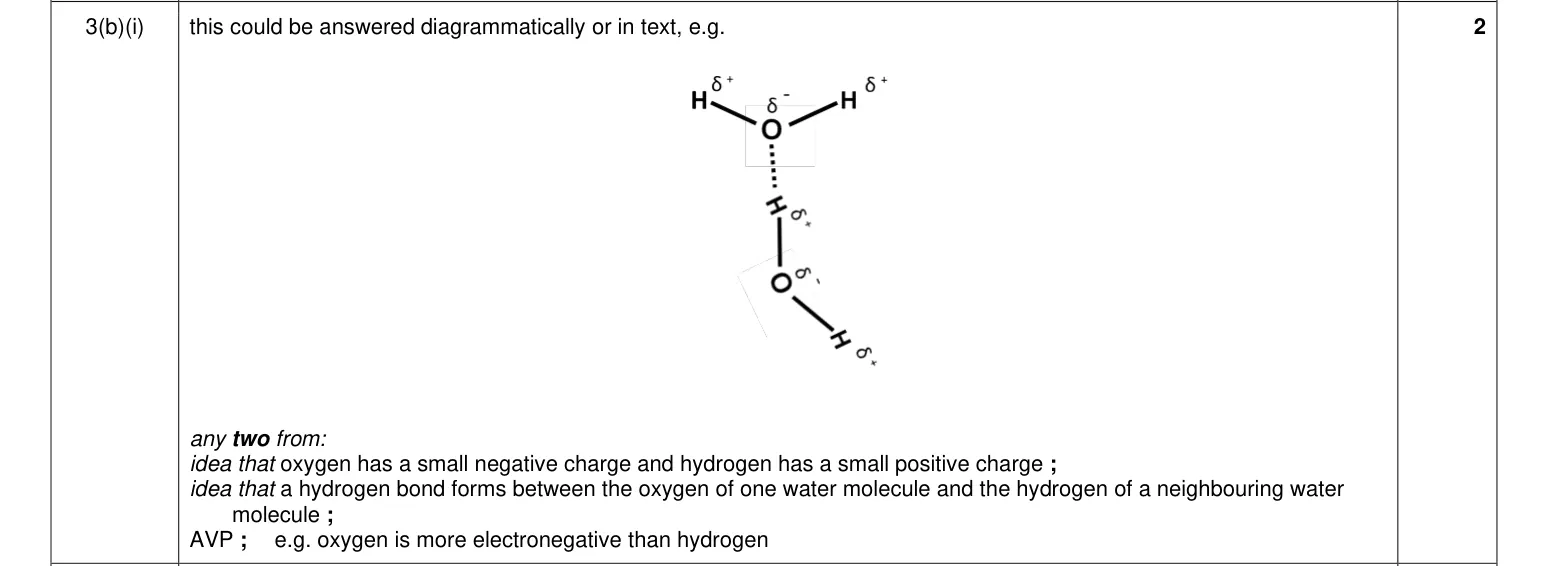 3(b)(i) this could be answered diagrammatically or in text, e.g. 2
δ + δ +
H δ - H
O
H δ +
O δ -
H δ +
any two from:
idea that oxygen has a small negative charge and hydrogen has a small positive charge ;
idea that a hydrogen bond forms between the oxygen of one water molecule and the hydrogen of a neighbouring water
molecule ;
AVP ; e.g. oxygen is more electronegative than hydrogen